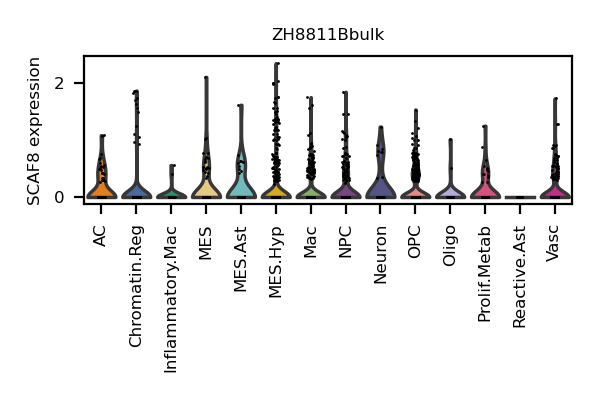 ZH8811Bbulk
SCAF8 expression
2
0
AC
Chromatin.Reg
Inflammatory.Mac
MES
MES.Ast
MES.Hyp
Mac
NPC
Neuron
OPC
Oligo
Prolif.Metab
Reactive.Ast
Vasc